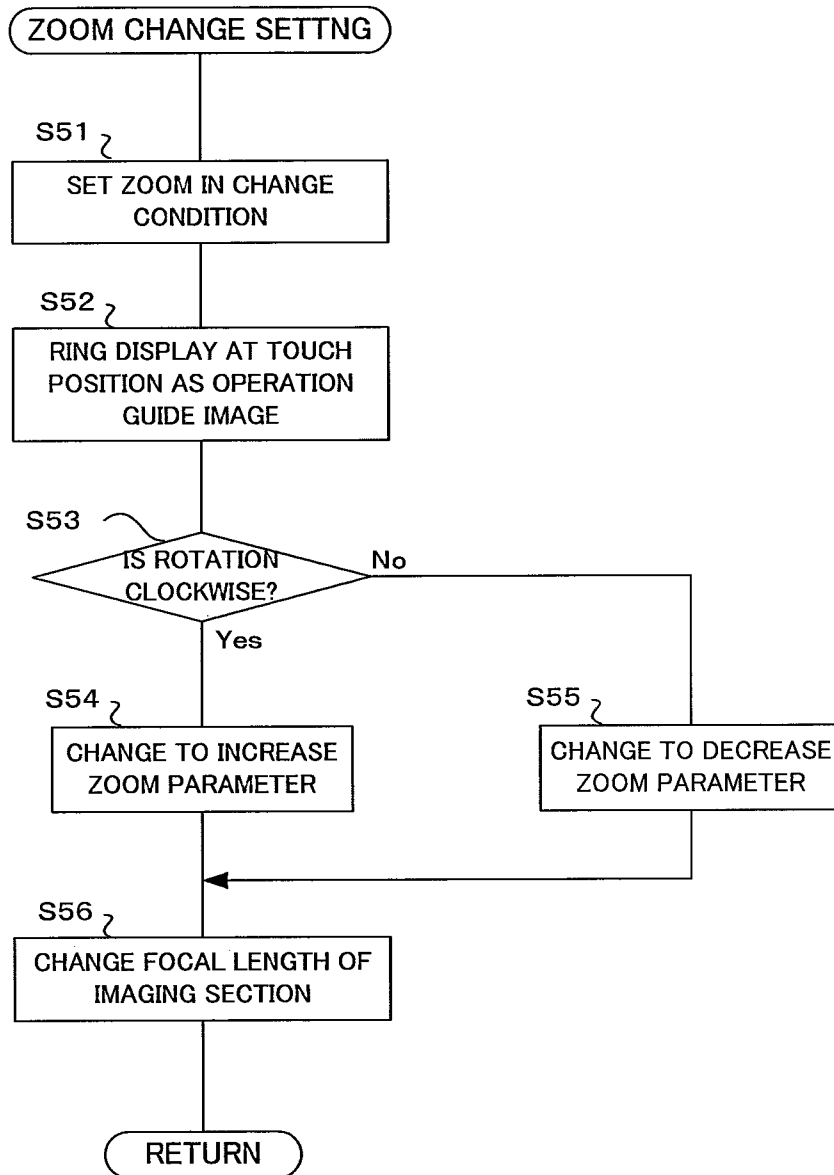 ZOOM CHANGE SETTNG
S51
SET ZOOM IN CHANGE
CONDITION
S52
RING DISPLAY AT TOUCH
POSITION AS OPERATION
GUIDE IMAGE
S53
IS ROTATION
CLOCKWISE?
No
Yes
S54
CHANGE TO INCREASE
ZOOM PARAMETER
S55
CHANGE TO DECREASE
ZOOM PARAMETER
S56
CHANGE FOCAL LENGTH OF
IMAGING SECTION
RETURN